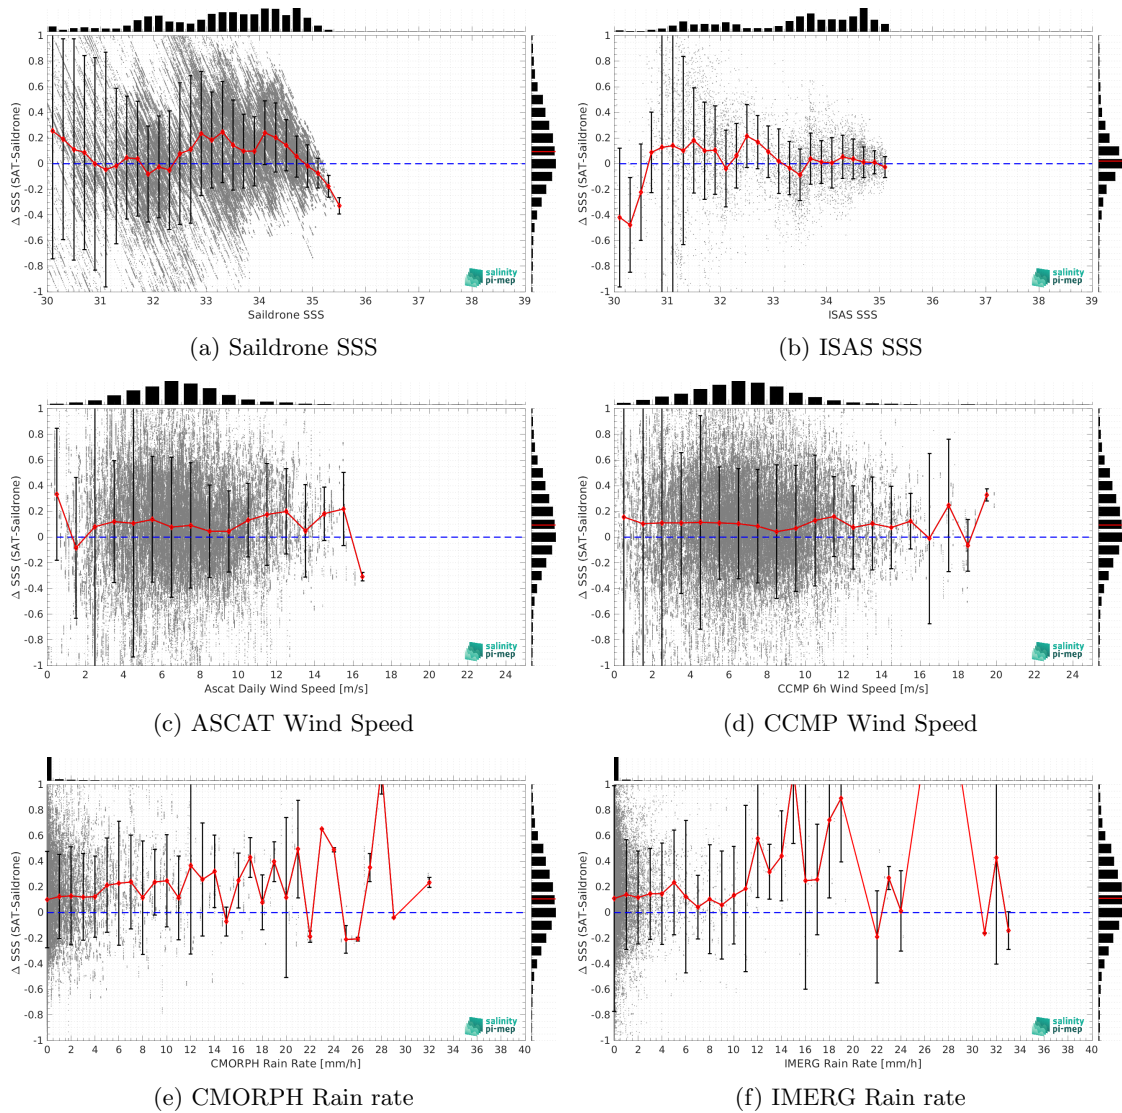 1
0.8
0.6
0.4
0.2
0
-0.2
-0.4
-0.6
-0.8
-1
Δ SSS (SAT-Saildrone)
30 31 32 33 34 35 36 37 38 39
Saildrone SSS
salinity
pi-mep
(a) Saildrone SSS
1
0.8
0.6
0.4
0.2
0
-0.2
-0.4
-0.6
-0.8
-1
Δ SSS (SAT-Saildrone)
30 31 32 33 34 35 36 37 38 39
ISAS SSS
salinity
pi-mep
(b) ISAS SSS
1
0.8
0.6
0.4
0.2
0
-0.2
-0.4
-0.6
-0.8
-1
Δ SSS (SAT-Saildrone)
0 2 4 6 8 10 12 14 16 18 20 22 24
Ascat Daily Wind Speed [m/s]
salinity
pi-mep
(c) ASCAT Wind Speed
1
0.8
0.6
0.4
0.2
0
-0.2
-0.4
-0.6
-0.8
-1
Δ SSS (SAT-Saildrone)
0 2 4 6 8 10 12 14 16 18 20 22 24
CCMP 6h Wind Speed [m/s]
salinity
pi-mep
(d) CCMP Wind Speed
1
0.8
0.6
0.4
0.2
0
-0.2
-0.4
-0.6
-0.8
-1
Δ SSS (SAT-Saildrone)
0 2 4 6 8 10 12 14 16 18 20 22 24 26 28 30 32 34 36 38 40
CMORPH Rain Rate [mm/h]
salinity
pi-mep
(e) CMORPH Rain rate
1
0.8
0.6
0.4
0.2
0
-0.2
-0.4
-0.6
-0.8
-1
Δ SSS (SAT-Saildrone)
0 2 4 6 8 10 12 14 16 18 20 22 24 26 28 30 32 34 36 38 40
IMERG Rain Rate [mm/h]
salinity
pi-mep
(f) IMERG Rain rate